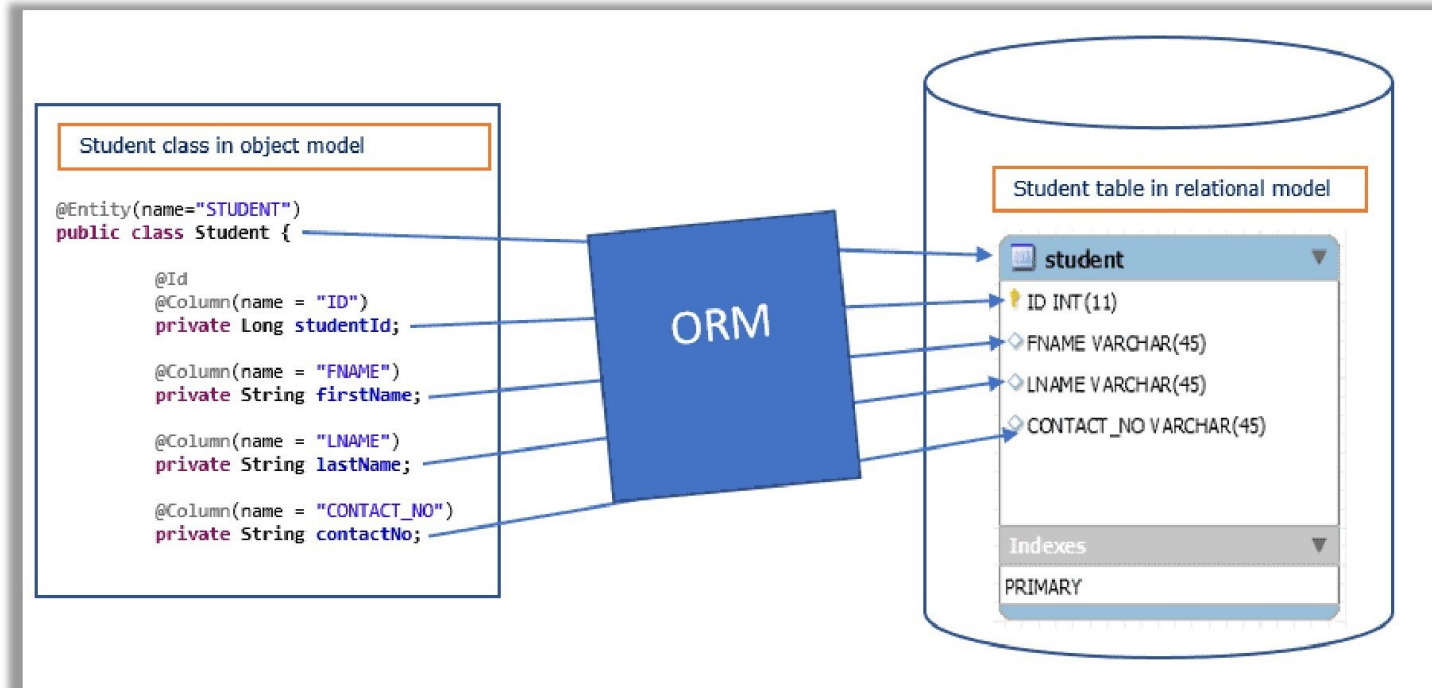 Student class in object model
@Entity(name="STUDENT")
public class Student {
@Id
@Column(name = "ID")
private Long studentId;
@Column(name = "FNAME")
private String firstName;
@Column(name = "LNAME")
private String lastName;
@Column(name = "CONTACT_NO")
private String contactNo;
ORM
Student table in relational model
student
ID INT(11)
FNAME VARCHAR(45)
LNAME VARCHAR(45)
CONTACT_NO VARCHAR(45)
Indexes
PRIMARY